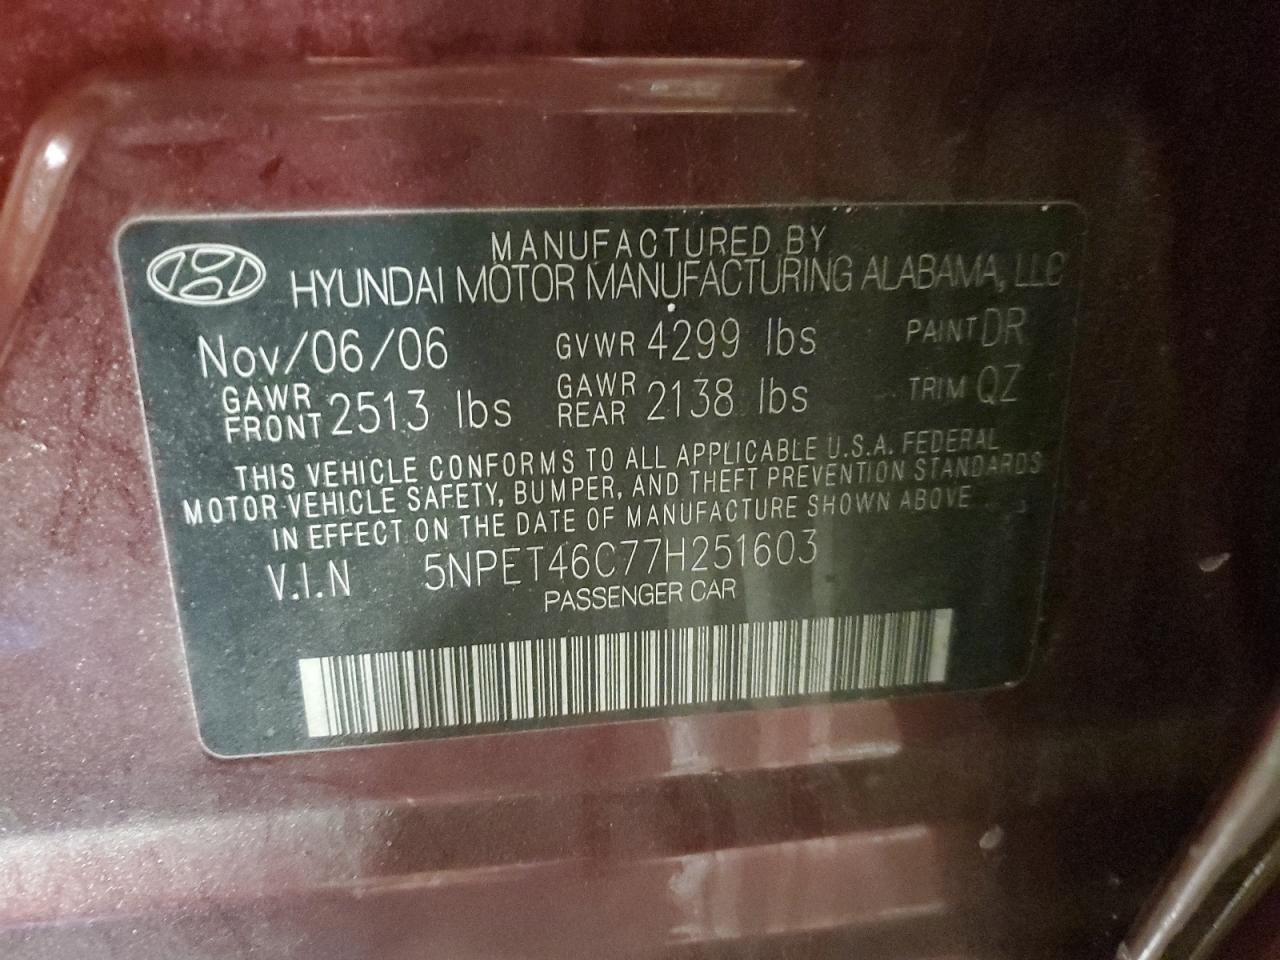 MANUFACTURED BY
HYUNDAI MOTOR MANUFACTURING ALABAMA, LLC
Nov/06/06 GVWR 4299 lbs PAINT DR
GAWR FRONT 2513 lbs GAWR REAR 2138 lbs TRIM QZ
THIS VEHICLE CONFORMS TO ALL APPLICABLE U.S.A. FEDERAL
MOTOR VEHICLE SAFETY, BUMPER, AND THEFT PREVENTION STANDARDS
IN EFFECT ON THE DATE OF MANUFACTURE SHOWN ABOVE
V.I.N 5NPET46C77H251603
PASSENGER CAR